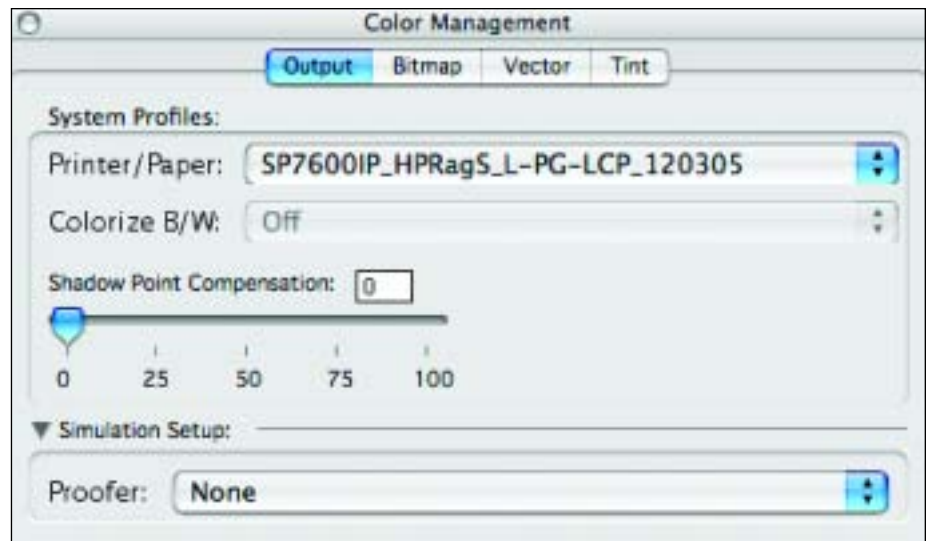 Color Management
Output Bitmap Vector Tint
System Profiles:
Printer/Paper: SP7600IP_HPRagS_L-PG-LCP_120305
Colorize B/W: Off
Shadow Point Compensation: 0
0 25 50 75 100
Simulation Setup:
Proofer: None